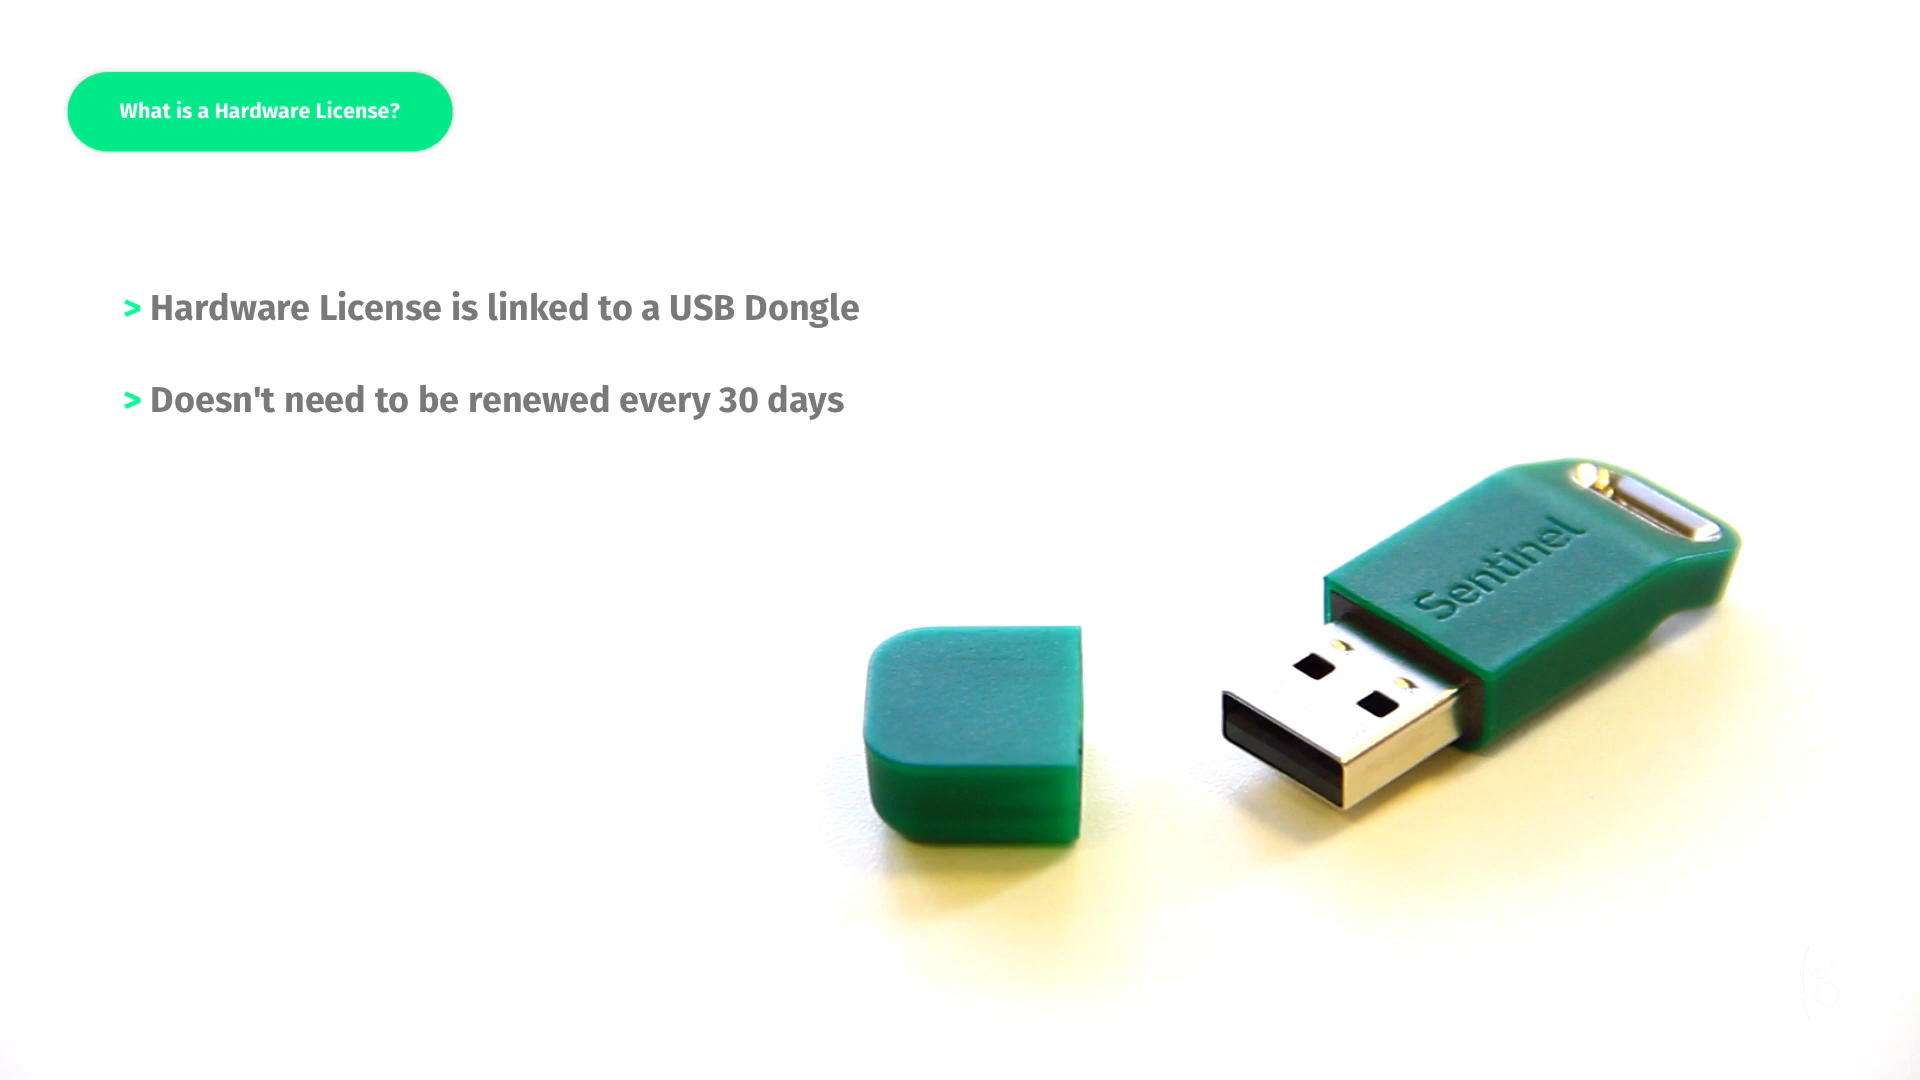 What is a Hardware License?
> Hardware License is linked to a USB Dongle
> Doesn't need to be renewed every 30 days
Sentinel